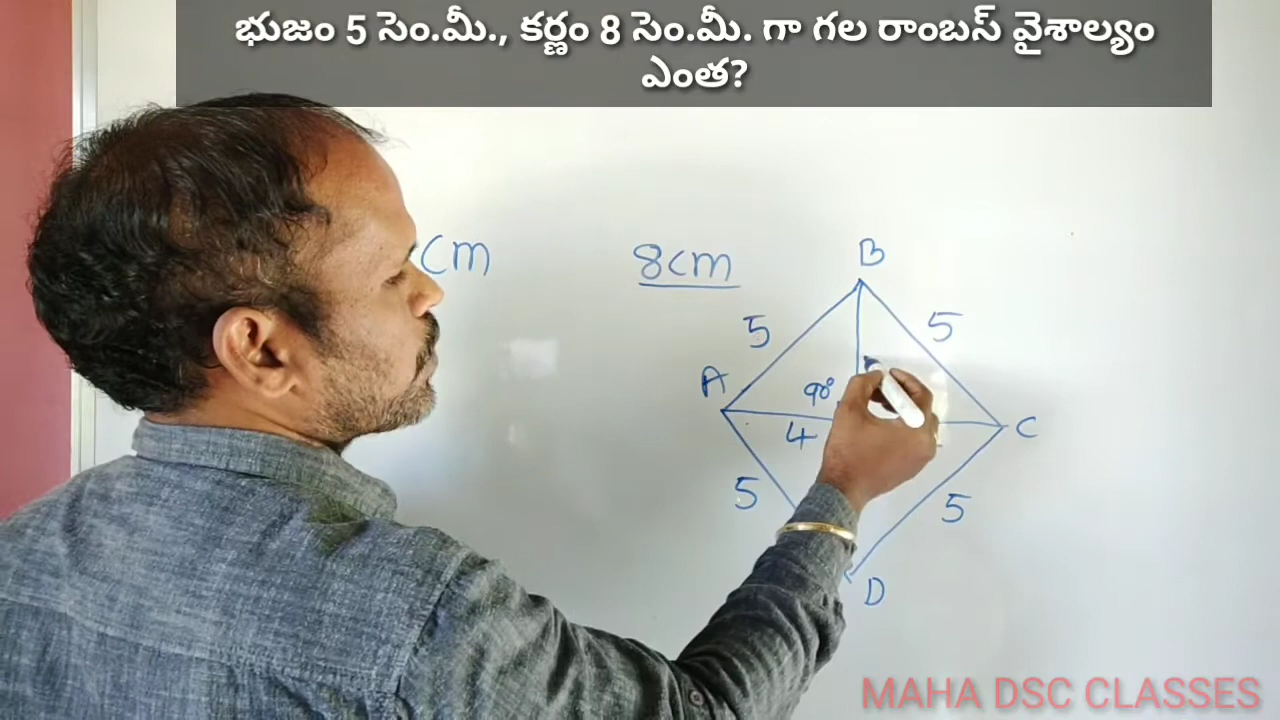 భుజం 5 సెం.మీ., కర్ణం 8 సెం.మీ. గా గల రాంబస్ వైశాల్యం
ఎంత?
cm
8cm
B
5
5
A
90°
4
C
5
5
D
MAHA DSC CLASSES